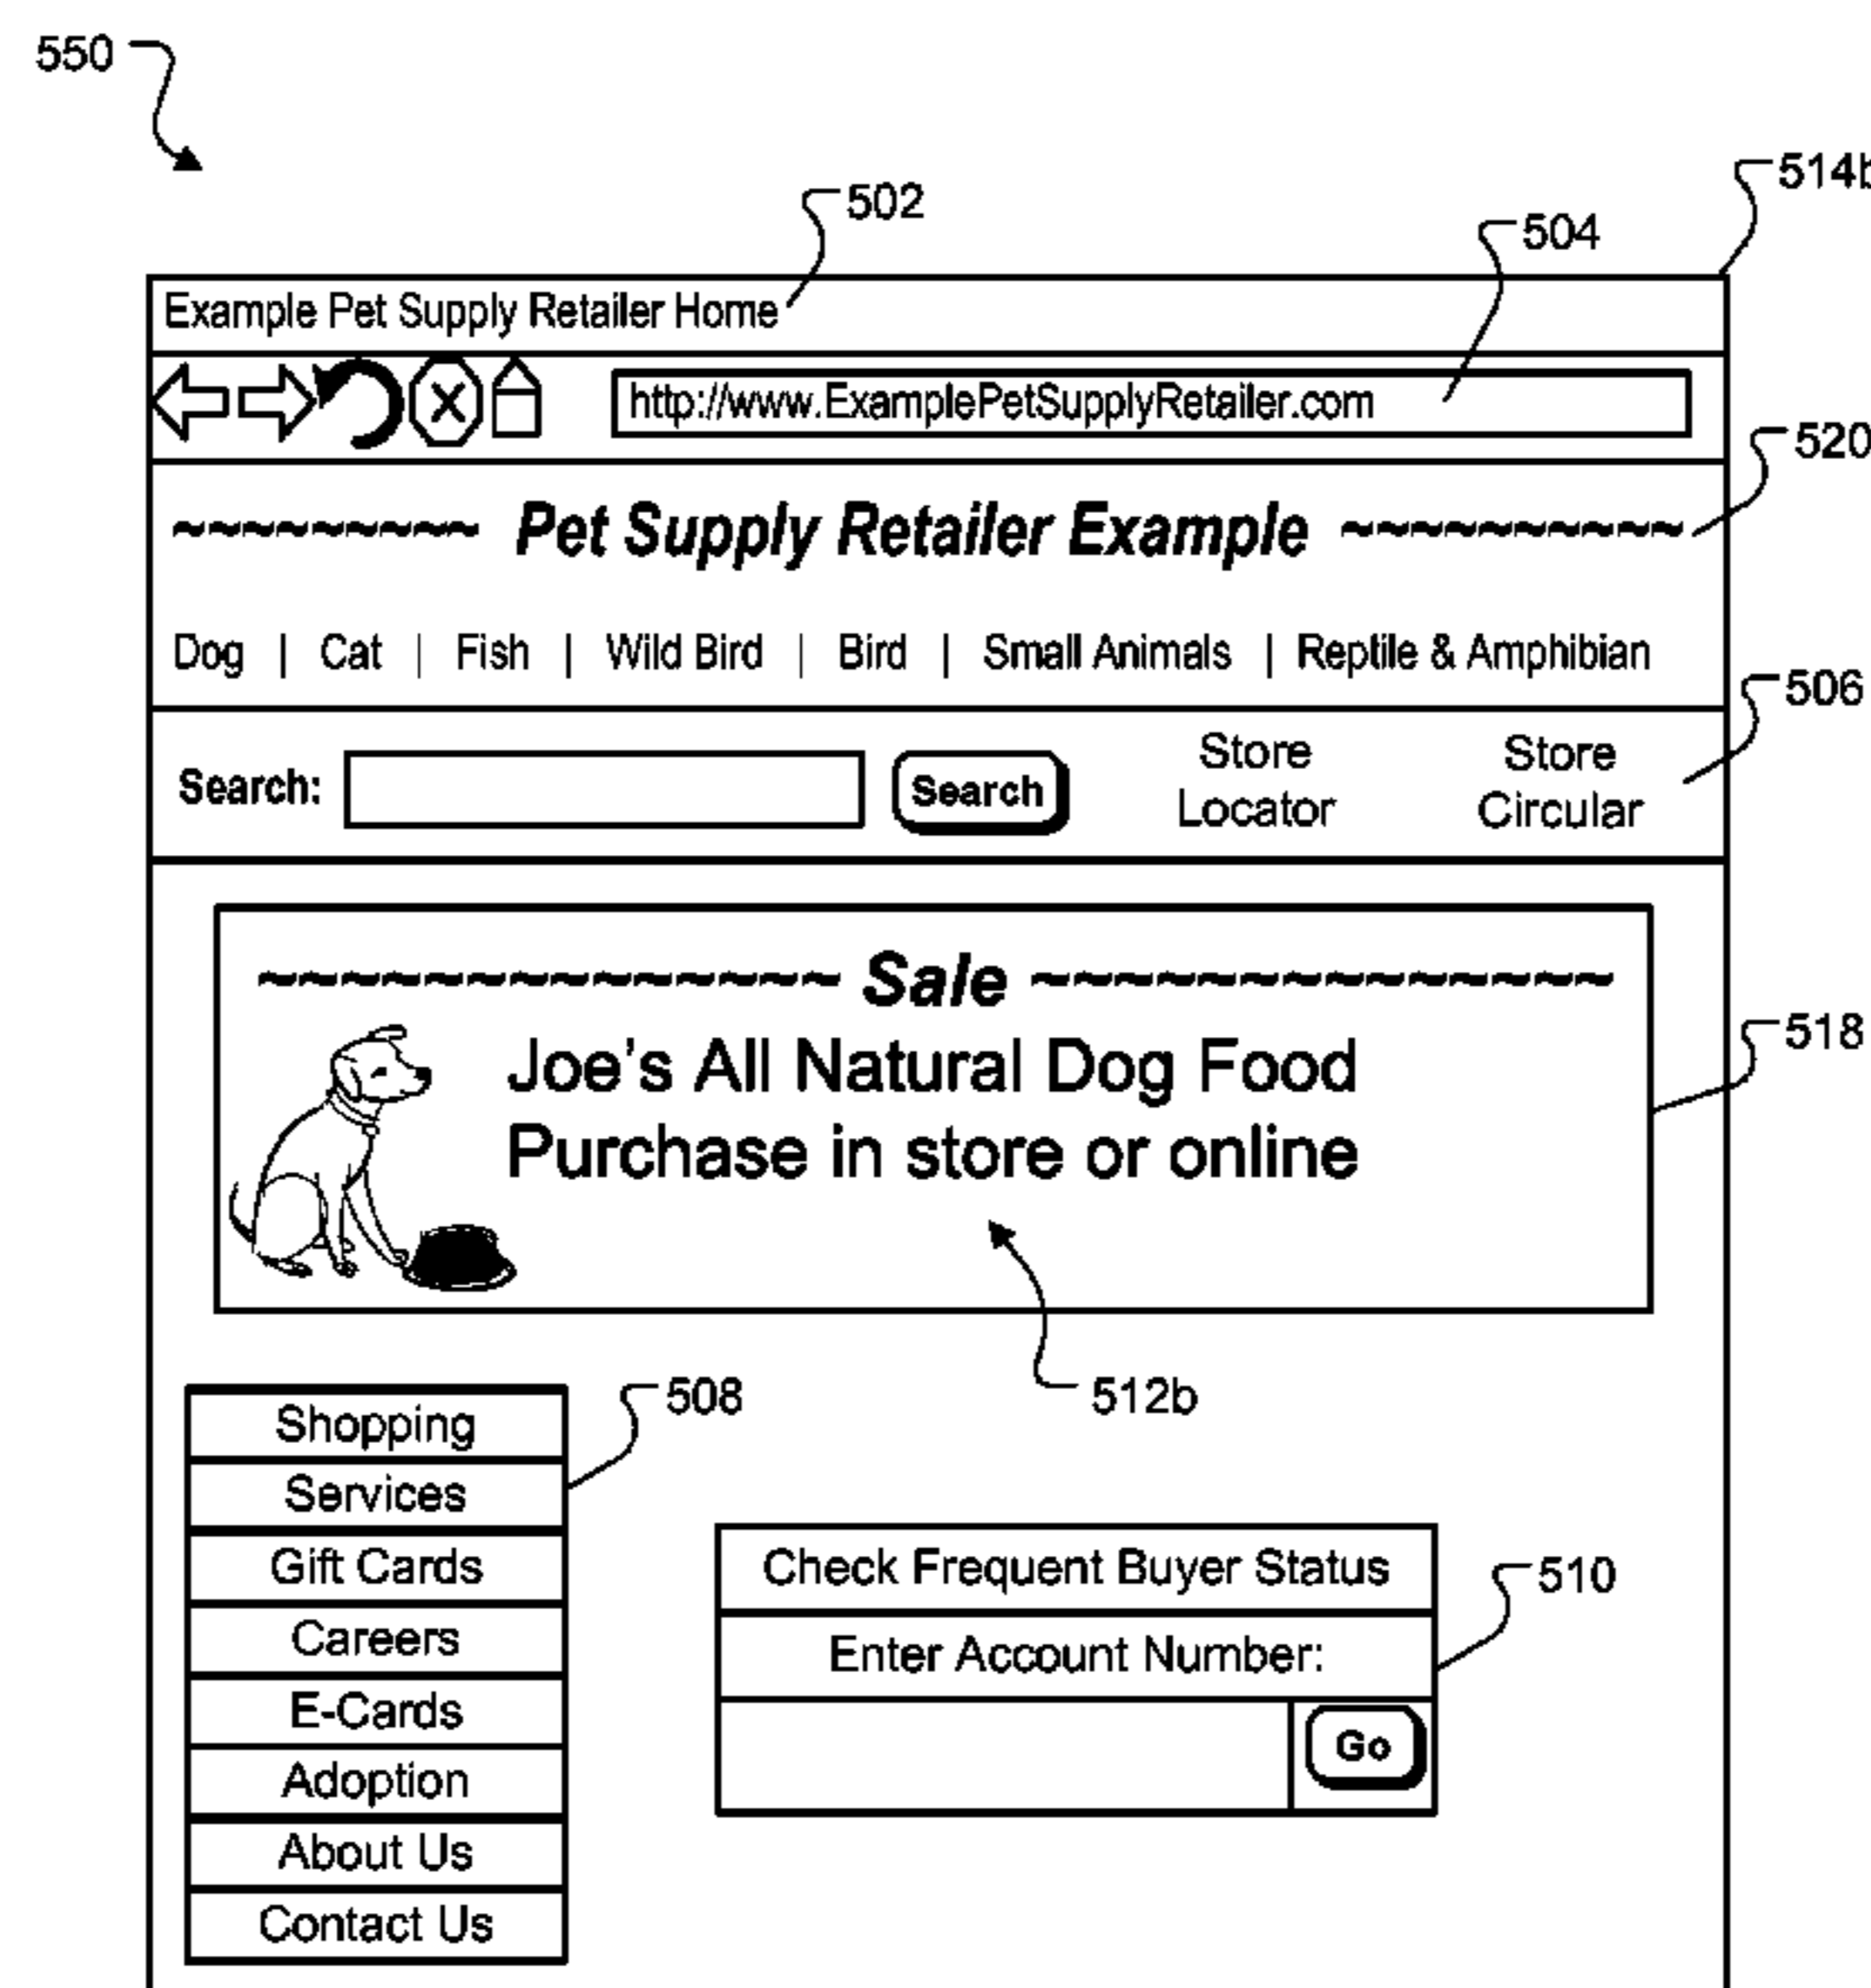 550
514b
502
504
Example Pet Supply Retailer Home
http://www.ExamplePetSupplyRetailer.com
520
~~~~~~~~~ Pet Supply Retailer Example ~~~~~~~~~~
Dog | Cat | Fish | Wild Bird | Bird | Small Animals | Reptile & Amphibian
506
Search: Search Store Locator Store Circular
~~~~~~~~~~~~~~ Sale ~~~~~~~~~~~~~~
Joe's All Natural Dog Food
518
Purchase in store or online
512b
508
Shopping
Services
Gift Cards
Careers
E-Cards
Adoption
About Us
Contact Us
Check Frequent Buyer Status
510
Enter Account Number:
Go